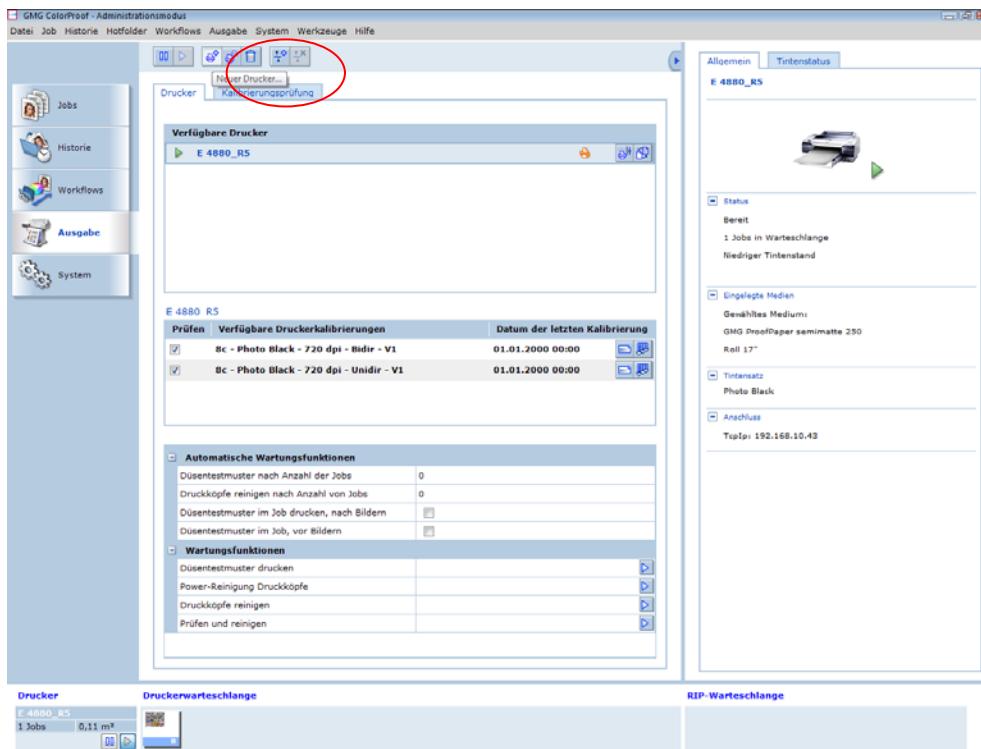 GMG ColorProof - Administrationsmodus
Datei Job Historie Hotfolder Workflows Ausgabe System Werkzeuge Hilfe
Neuer Drucker...
Drucker Kalibrierungsprüfung
Jobs
Historie
Workflows
Ausgabe
System
Verfügbare Drucker
E 4880_R5
E 4880 R5
Prüfen Verfügbare Druckerkalibrierungen Datum der letzten Kalibrierung
8c - Photo Black - 720 dpi - Bidir - V1 01.01.2000 00:00
8c - Photo Black - 720 dpi - Unidir - V1 01.01.2000 00:00
Automatische Wartungsfunktionen
Düsentestmuster nach Anzahl der Jobs 0
Druckköpfe reinigen nach Anzahl von Jobs 0
Düsentestmuster im Job drucken, nach Bildern
Düsentestmuster im Job, vor Bildern
Wartungsfunktionen
Düsentestmuster drucken
Power-Reinigung Druckköpfe
Druckköpfe reinigen
Prüfen und reinigen
Allgemein Tintenstatus
E 4880_R5
Status
Bereit
1 Jobs in Warteschlange
Niedriger Tintenstand
Eingelegte Medien
Gewähltes Medium:
GMG ProofPaper semimatte 250
Roll 17"
Tintensatz
Photo Black
Anschluss
TcpIp: 192.168.10.43
Drucker Druckerwarteschlange RIP-Warteschlange
E 4880_R5
1 Jobs 0,11 m²